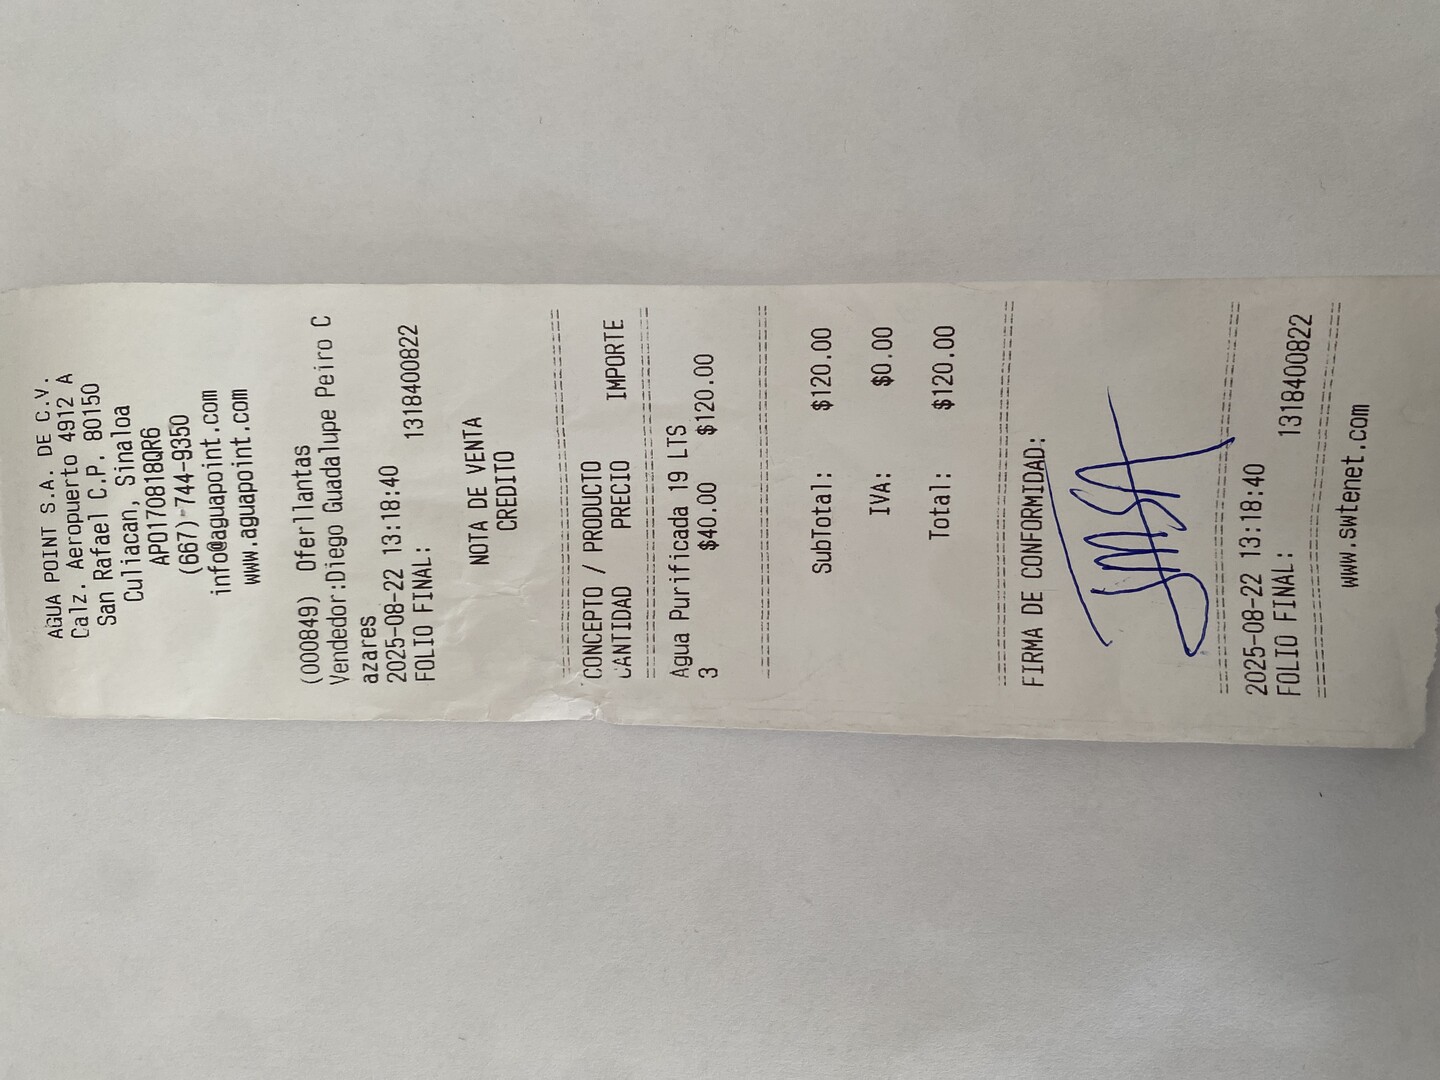 AGUA POINT S.A. DE C.V.
Calz. Aeropuerto 4912 A
San Rafael C.P. 80150
Culiacan, Sinaloa
APO170818QR6
(667)-744-9350
info@aguapoint.com
www.aguapoint.com
(000849) Oferllantas
Vendedor:Diego Guadalupe Peiro C
azares
2025-08-22 13:18:40
FOLIO FINAL: 1318400822
NOTA DE VENTA
CREDITO
CONCEPTO / PRODUCTO
CANTIDAD PRECIO IMPORTE
Agua Purificada 19 LTS
3 $40.00 $120.00
SubTotal: $120.00
IVA: $0.00
Total: $120.00
FIRMA DE CONFORMIDAD:
2025-08-22 13:18:40
FOLIO FINAL: 1318400822
www.swtenet.com